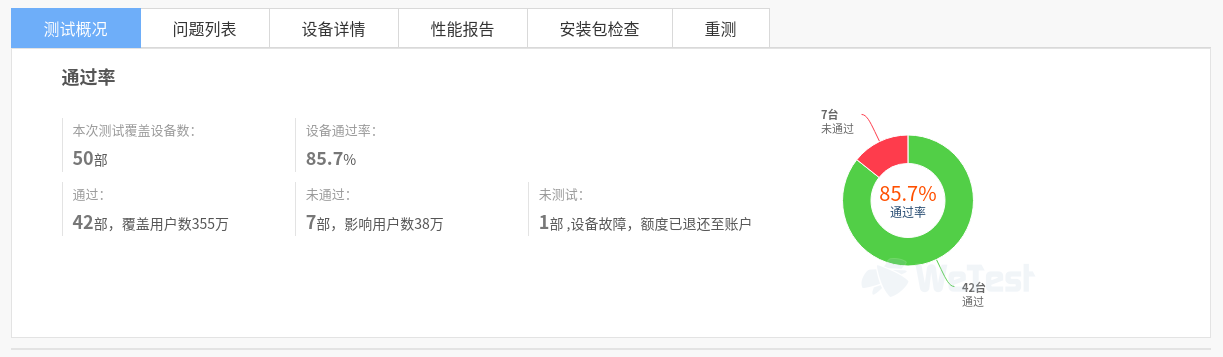 测试概况 问题列表 设备详情 性能报告 安装包检查 重测
通过率
本次测试覆盖设备数: 设备通过率:
50部 85.7%
通过: 未通过: 未测试:
42部，覆盖用户数355万 7部，影响用户数38万 1部 ,设备故障，额度已退还至账户
7台
未通过
85.7%
通过率
WeTest
42台
通过